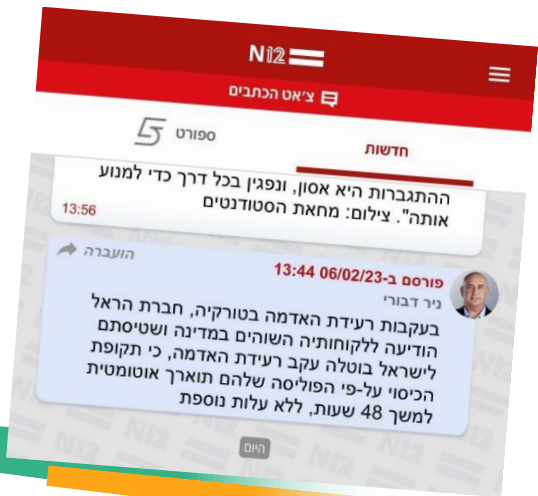 N12
צ'אט הכתבים
חדשות
ספורט 5
ההתגברות היא אסון, ונפגין בכל דרך כדי למנוע
אותה". צילום: מחאת הסטודנטים
13:56
הועברה
פורסם ב-06/02/23 13:44
ניר דבורי
בעקבות רעידת האדמה בטורקיה, חברת הראל
הודיעה ללקוחותיה השוהים במדינה ושטיסתם
לישראל בוטלה עקב רעידת האדמה, כי תקופת
הכיסוי על-פי הפוליסה שלהם תוארך אוטומטית
למשך 48 שעות, ללא עלות נוספת
היום